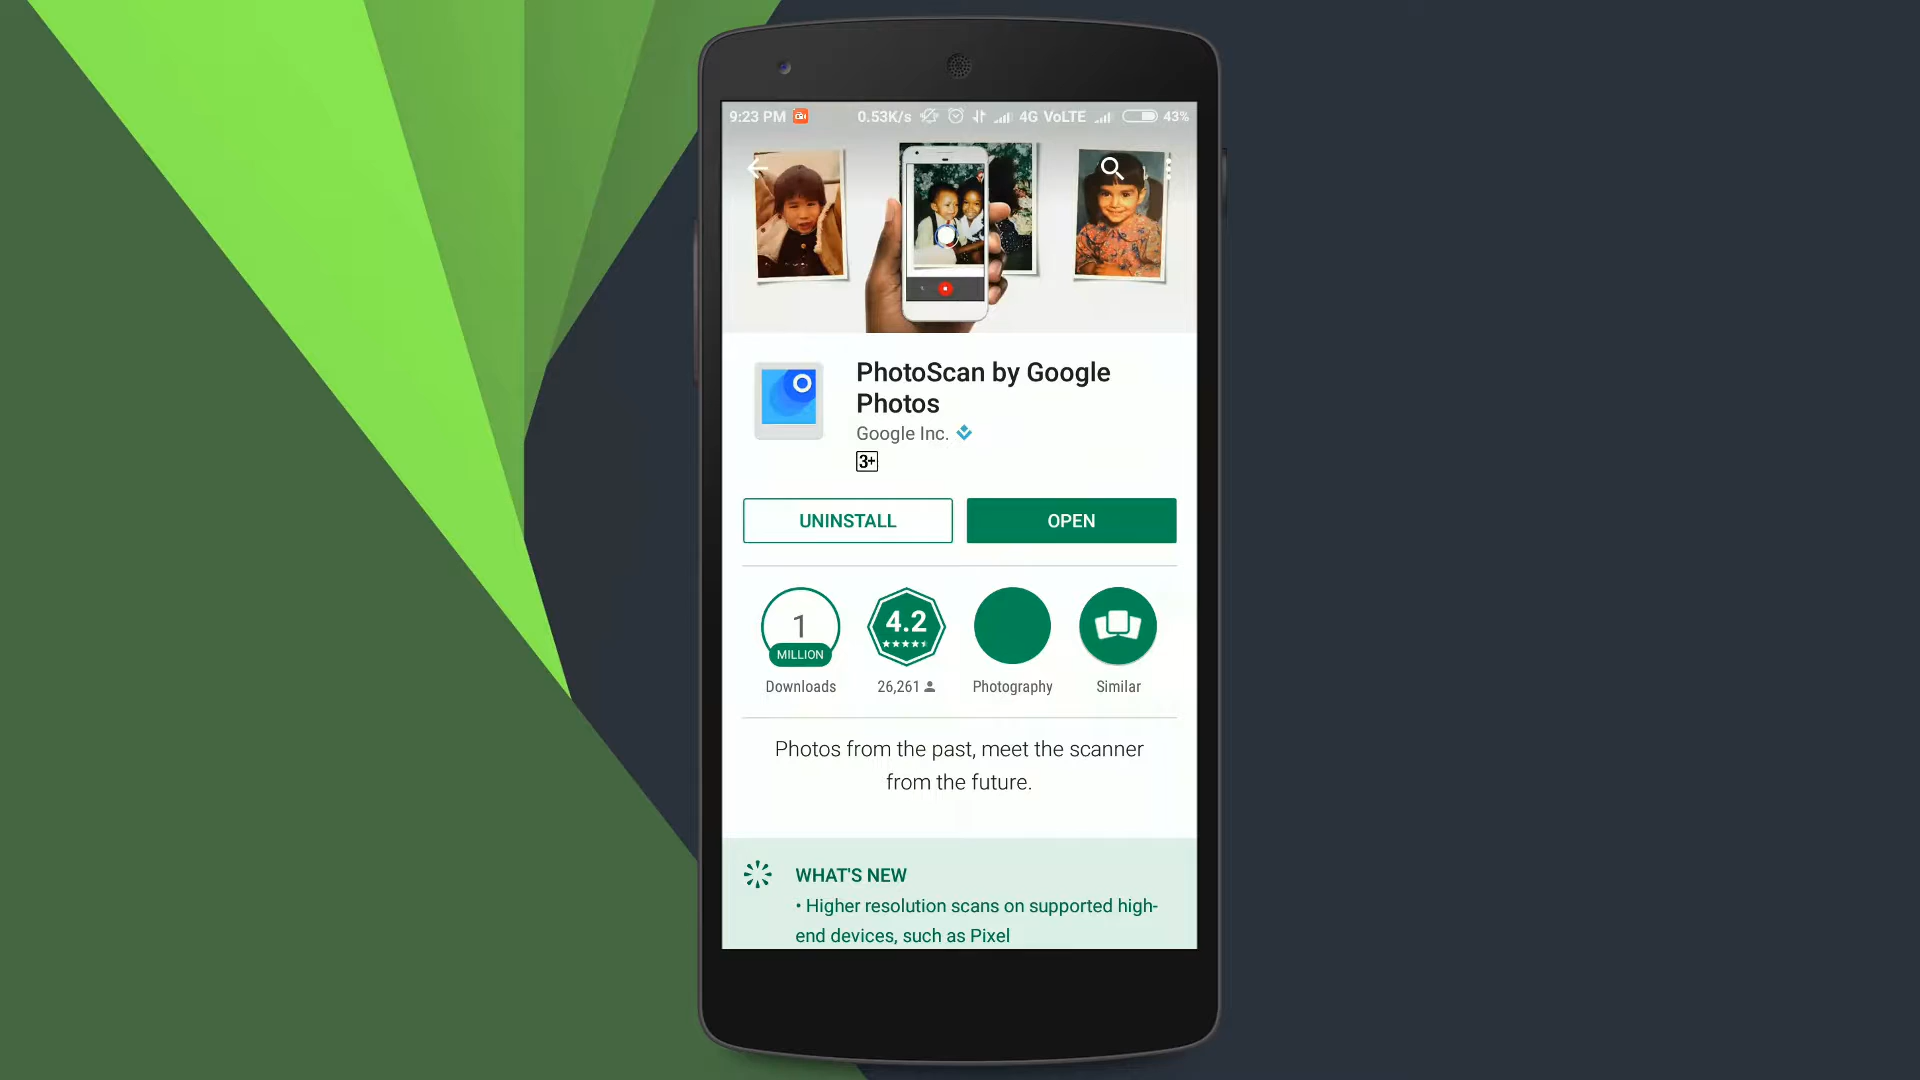 9:23 PM 0.53K/s 4G VoLTE 43%
PhotoScan by Google
Photos
Google Inc.
3+
UNINSTALL OPEN
1
MILLION
4.2
Downloads 26,261 Photography Similar
Photos from the past, meet the scanner
from the future.
WHAT'S NEW
• Higher resolution scans on supported high-
end devices, such as Pixel